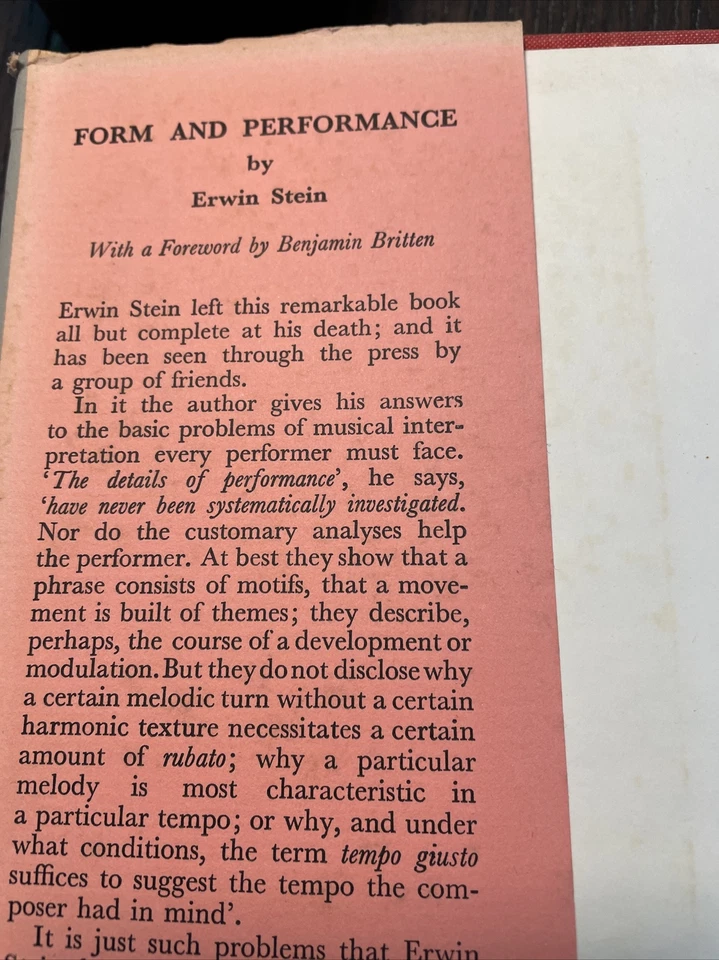 FORM AND PERFORMANCE
by
Erwin Stein
With a Foreword by Benjamin Britten
Erwin Stein left this remarkable book
all but complete at his death; and it
has been seen through the press by
a group of friends.
In it the author gives his answers
to the basic problems of musical inter-
pretation every performer must face.
‘The details of performance’, he says,
‘have never been systematically investigated.
Nor do the customary analyses help
the performer. At best they show that a
phrase consists of motifs, that a move-
ment is built of themes; they describe,
perhaps, the course of a development or
modulation. But they do not disclose why
a certain melodic turn without a certain
harmonic texture necessitates a certain
amount of rubato; why a particular
melody is most characteristic in
a particular tempo; or why, and under
what conditions, the term tempo giusto
suffices to suggest the tempo the com-
poser had in mind’.
It is just such problems that Erwin